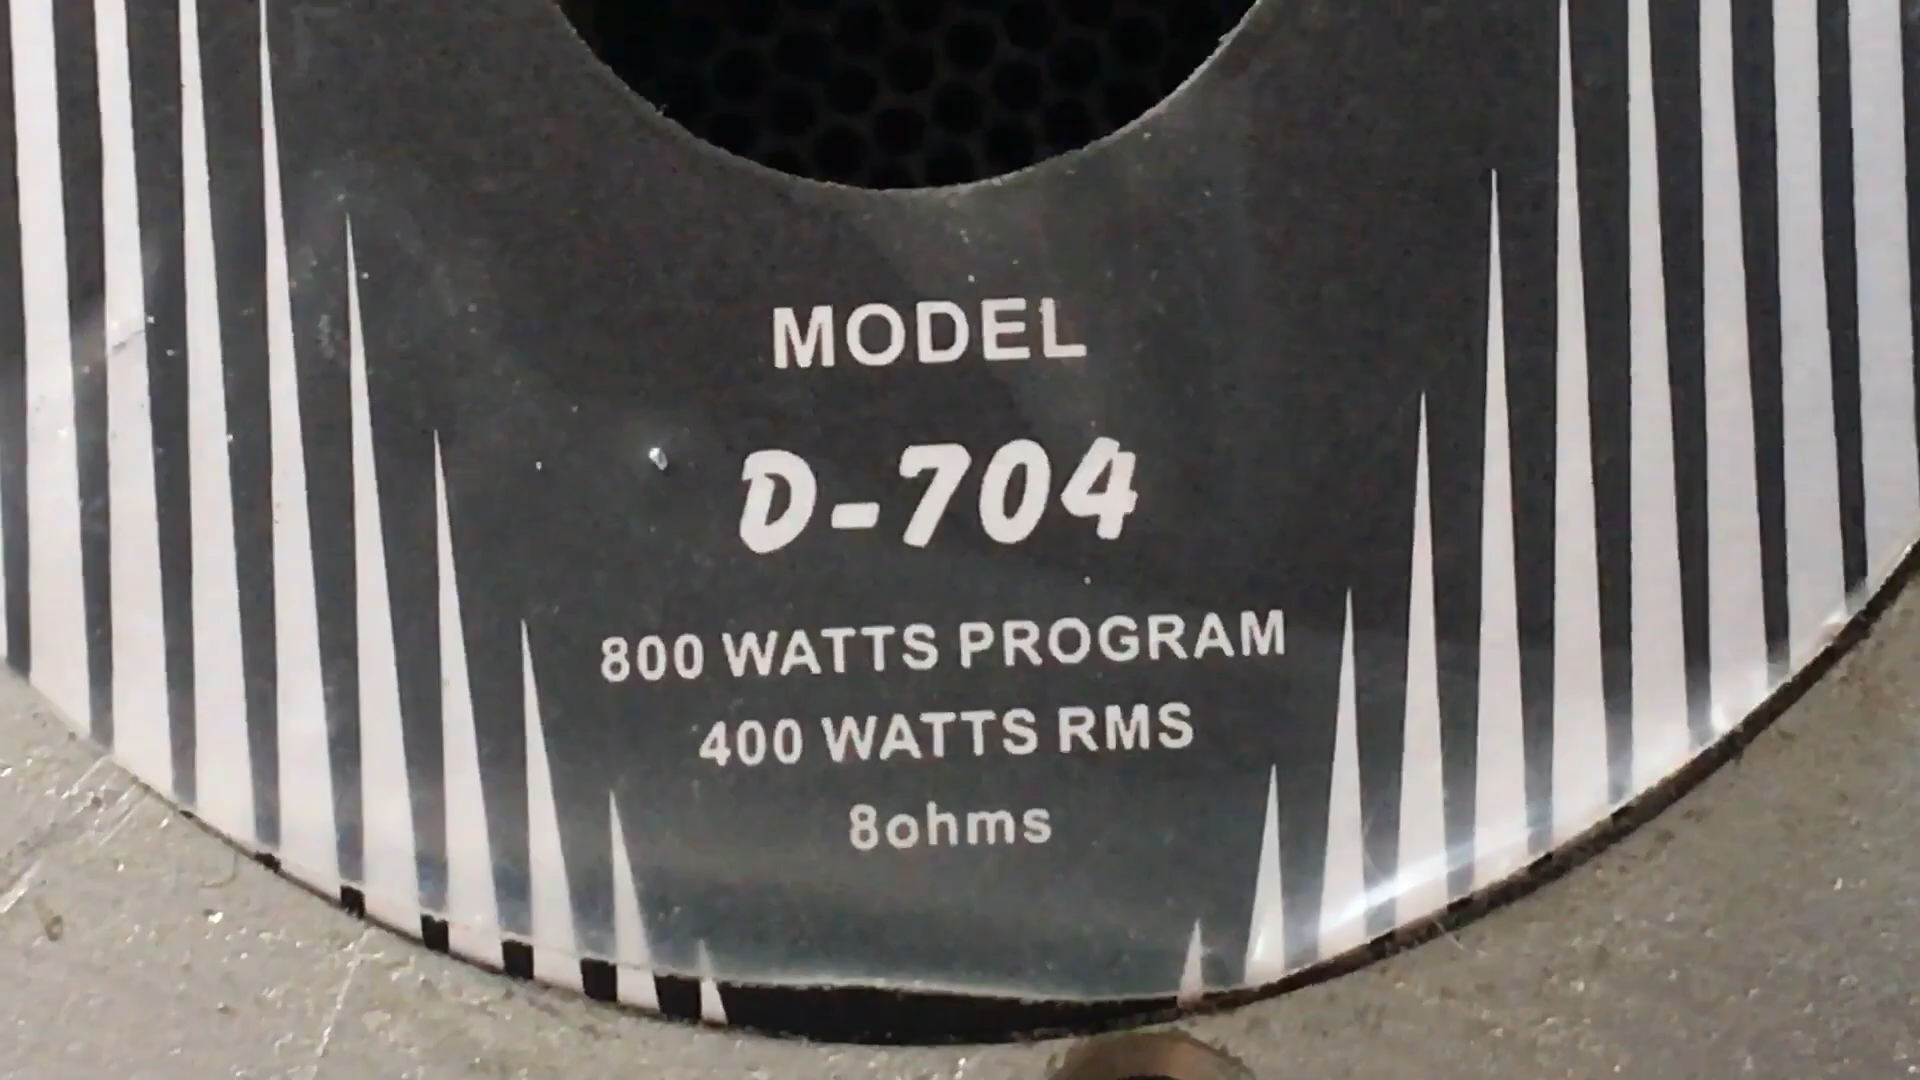 MODEL
D-704
800 WATTS PROGRAM
400 WATTS RMS
8ohms